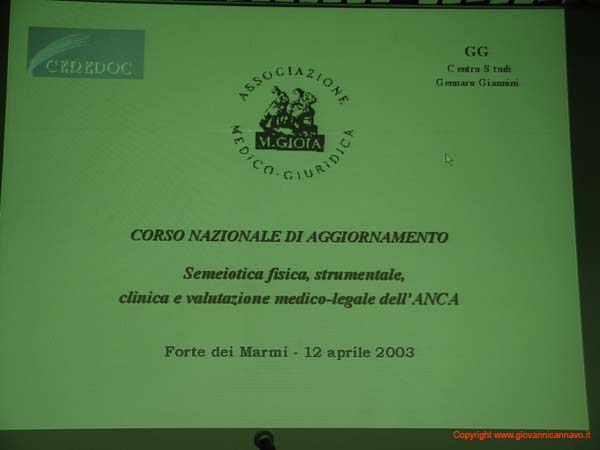 CEREDOC
ASSOCIAZIONE
MEDICO-GIURIDICA
M. GIOIA
GG
Centro Studi
Gennaro Giannini
CORSO NAZIONALE DI AGGIORNAMENTO
Semeiotica fisica, strumentale,
clinica e valutazione medico-legale dell'ANCA
Forte dei Marmi - 12 aprile 2003
Copyright www.giovannicannavo.it